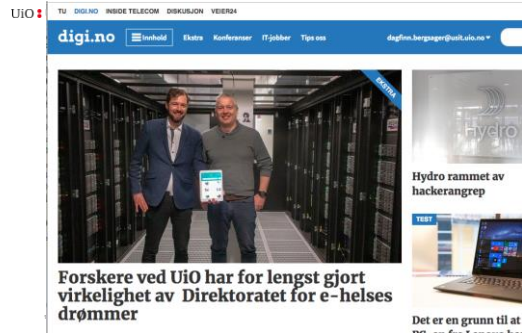 UiO:
TU DIGI.NO INSIDE TELECOM DISKUSJON VEIER24
digi.no Innhold Ekstra Konferanser IT-jobber Tips oss dagfinn.bergsager@usit.uio.no
EKSTRA
Forskere ved UiO har for lengst gjort
virkelighet av Direktoratet for e-helses
drømmer
Hydro
Hydro rammet av
hackerangrep
TEST
Det er en grunn til at